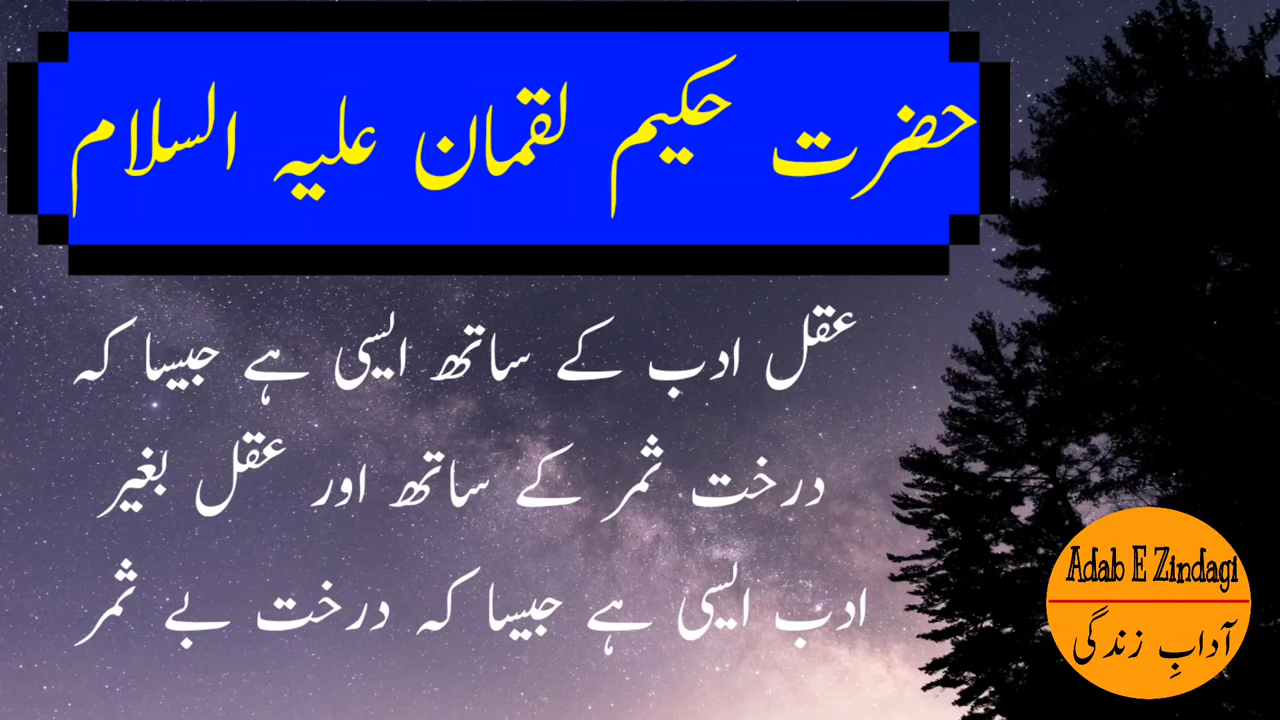 حضرت حکیم لقمان علیہ السلام
عقل ادب کے ساتھ ایسی ہے جیسا کہ
درخت ثمر کے ساتھ اور عقل بغیر
ادب ایسی ہے جیسا کہ درخت بے ثمر
Adab E Zindagi
آدابِ زندگی